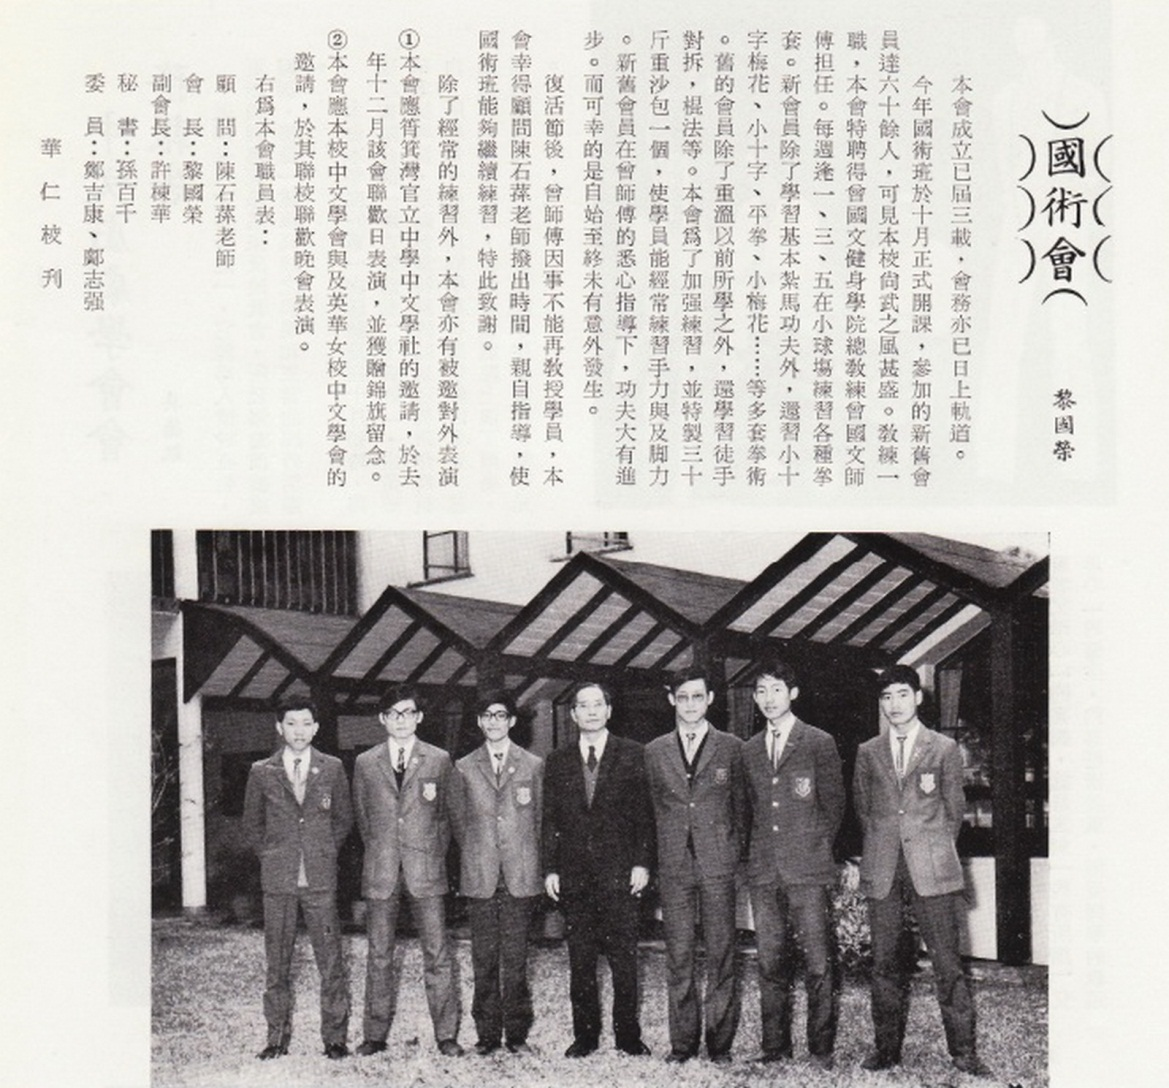 國術會
黎國榮
本會成立已屆三載，會務亦已日上軌道。
今年國術班於十月正式開課，參加的新舊會
員達六十餘人，可見本校尚武之風甚盛。教練一
職，本會特聘得曾國文健身學院總教練曾國文師
傅担任。每週逢一、三、五在小球塲練習各種拳
套。新會員除了學習基本紮馬功夫外，還習小十
字梅花、小十字、平拳、小梅花……等多套拳術
。舊的會員除了重溫以前所學之外，還學習徒手
對拆，棍法等。本會爲了加强練習，並特製三十
斤重沙包一個，使學員能經常練習手力與及脚力
。新舊會員在曾師傅的悉心指導下，功夫大有進
步。而可幸的是自始至終未有意外發生。
復活節後，曾師傅因事不能再敎授學員，本
會幸得顧問陳石蓀老師撥出時間，親自指導，使
國術班能夠繼續練習，特此致謝。
除了經常的練習外，本會亦有被邀對外表演
①本會應筲箕灣官立中學中文學社的邀請，於去
年十二月該會聯歡日表演，並獲贈錦旗留念。
②本會應本校中文學會與及英華女校中文學會的
邀請，於其聯校聯歡晚會表演。
右爲本會職員表：
顧　問：陳石蓀老師
會　長：黎國榮
副會長：許棟華
秘　書：孫百千
委　員：鄭吉康、鄺志强
華仁校刊